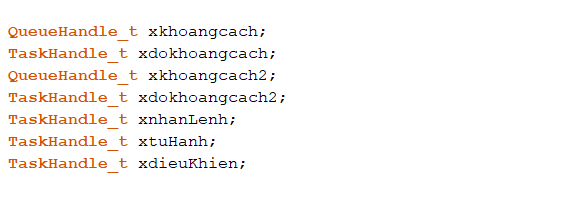 QueueHandle_t xkhoangcach;
TaskHandle_t xdokhoangcach;
QueueHandle_t xkhoangcach2;
TaskHandle_t xdokhoangcach2;
TaskHandle_t xnhanLenh;
TaskHandle_t xtuHanh;
TaskHandle_t xdieuKhien;